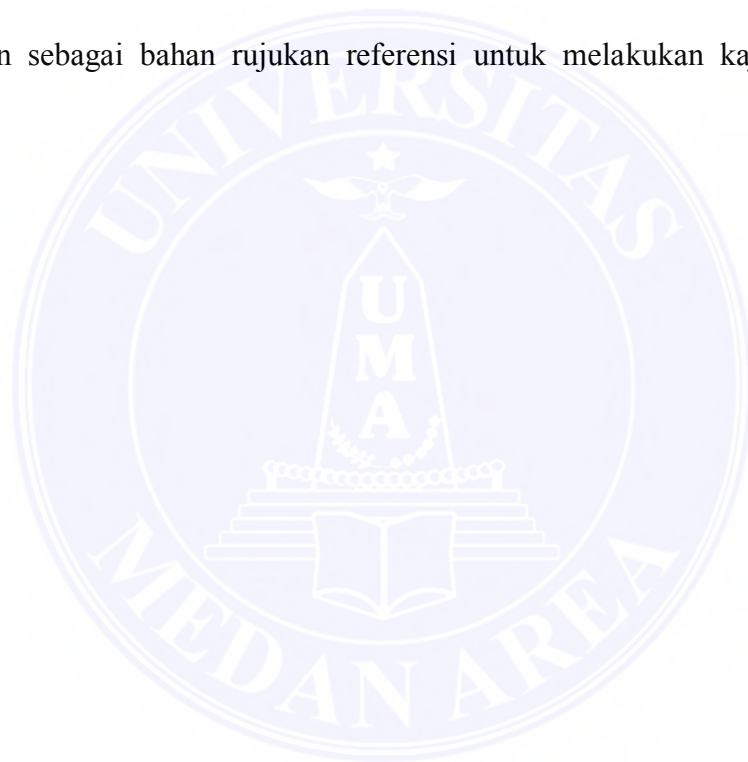 n sebagai bahan rujukan referensi untuk melakukan ka
UNIVERSITAS
U
M
A
MEDAN AREA